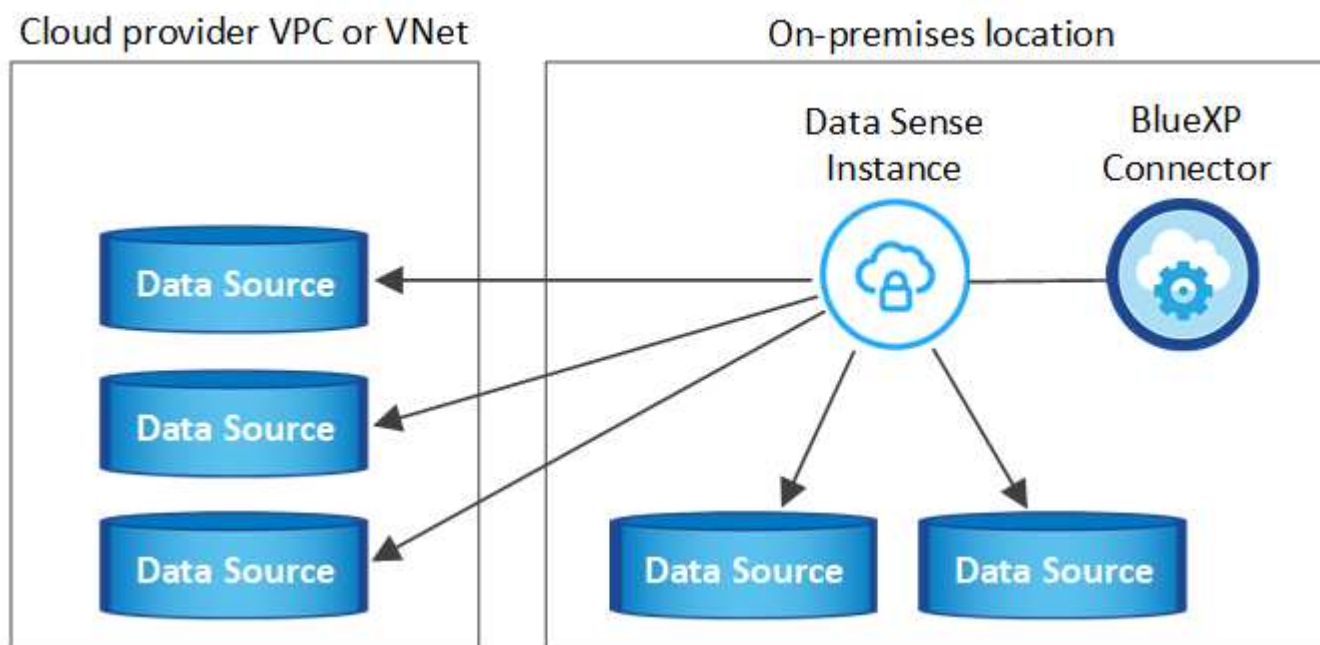 Cloud provider VPC or VNet
On-premises location
Data Sense
Instance
BlueXP
Connector
Data Source
Data Source
Data Source
Data Source
Data Source